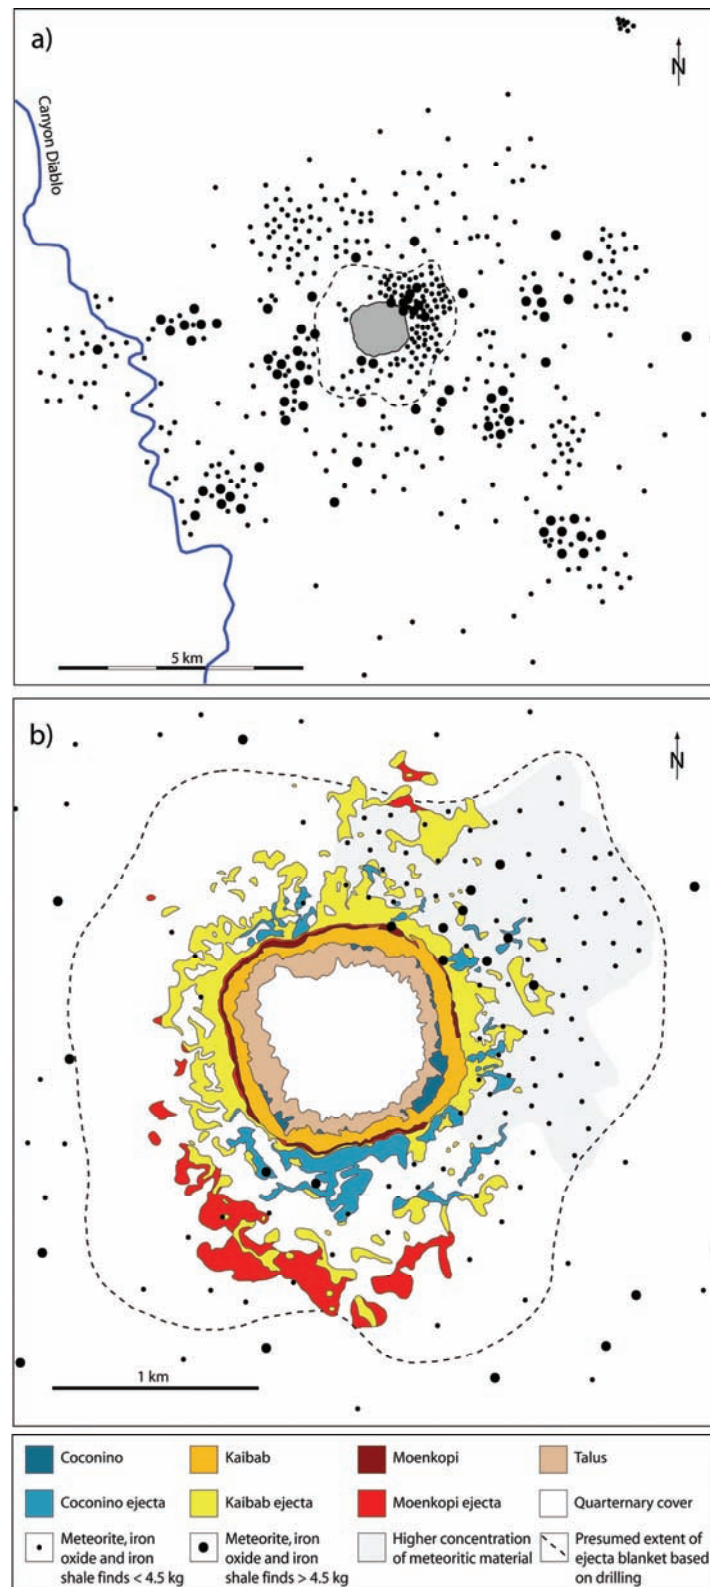 a)
N
Canyon Diablo
5 km
b)
N
1 km
Coconino
Kaibab
Moenkopi
Talus
Coconino ejecta
Kaibab ejecta
Moenkopi ejecta
Quarternary cover
Meteorite, iron
oxide and iron
shale finds < 4.5 kg
Meteorite, iron
oxide and iron
shale finds > 4.5 kg
Higher concentration
of meteoritic material
Presumed extent of
ejecta blanket based
on drilling